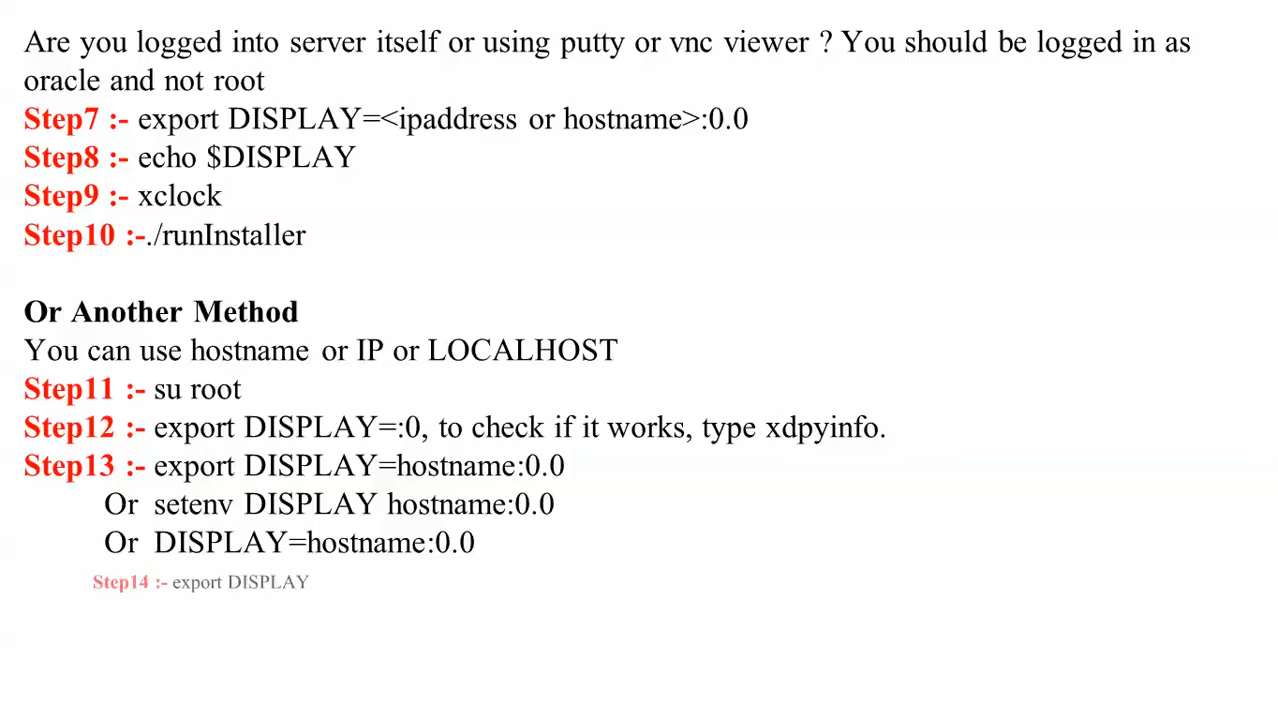 Are you logged into server itself or using putty or vnc viewer ? You should be logged in as
oracle and not root
Step7 :- export DISPLAY=<ipaddress or hostname>:0.0
Step8 :- echo $DISPLAY
Step9 :- xclock
Step10 :-./runInstaller
Or Another Method
You can use hostname or IP or LOCALHOST
Step11 :- su root
Step12 :- export DISPLAY=:0, to check if it works, type xdpyinfo.
Step13 :- export DISPLAY=hostname:0.0
Or setenv DISPLAY hostname:0.0
Or DISPLAY=hostname:0.0
Step14 :- export DISPLAY